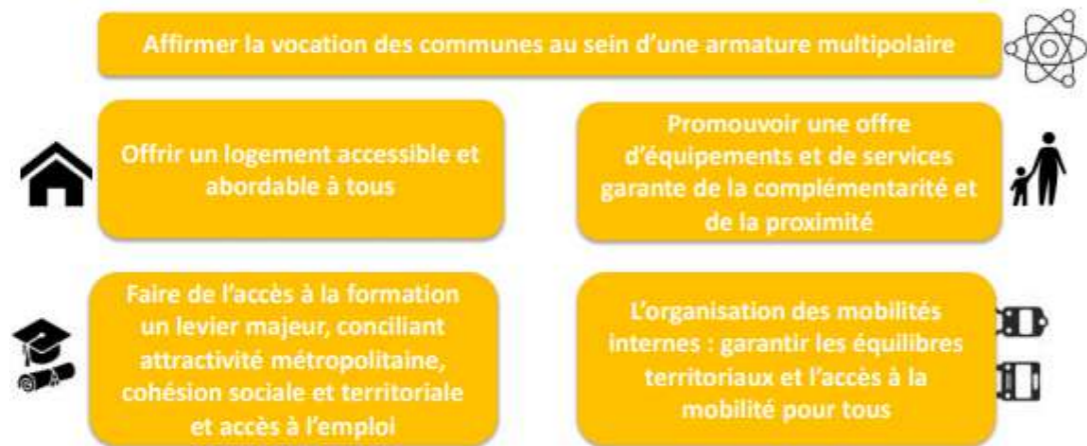 Affirmer la vocation des communes au sein d'une armature multipolaire
Offrir un logement accessible et
abordable à tous
Promouvoir une offre
d'équipements et de services
garante de la complémentarité et
de la proximité
Faire de l'accès à la formation
un levier majeur, conciliant
attractivité métropolitaine,
cohésion sociale et territoriale
et accès à l'emploi
L'organisation des mobilités
internes : garantir les équilibres
territoriaux et l'accès à la
mobilité pour tous